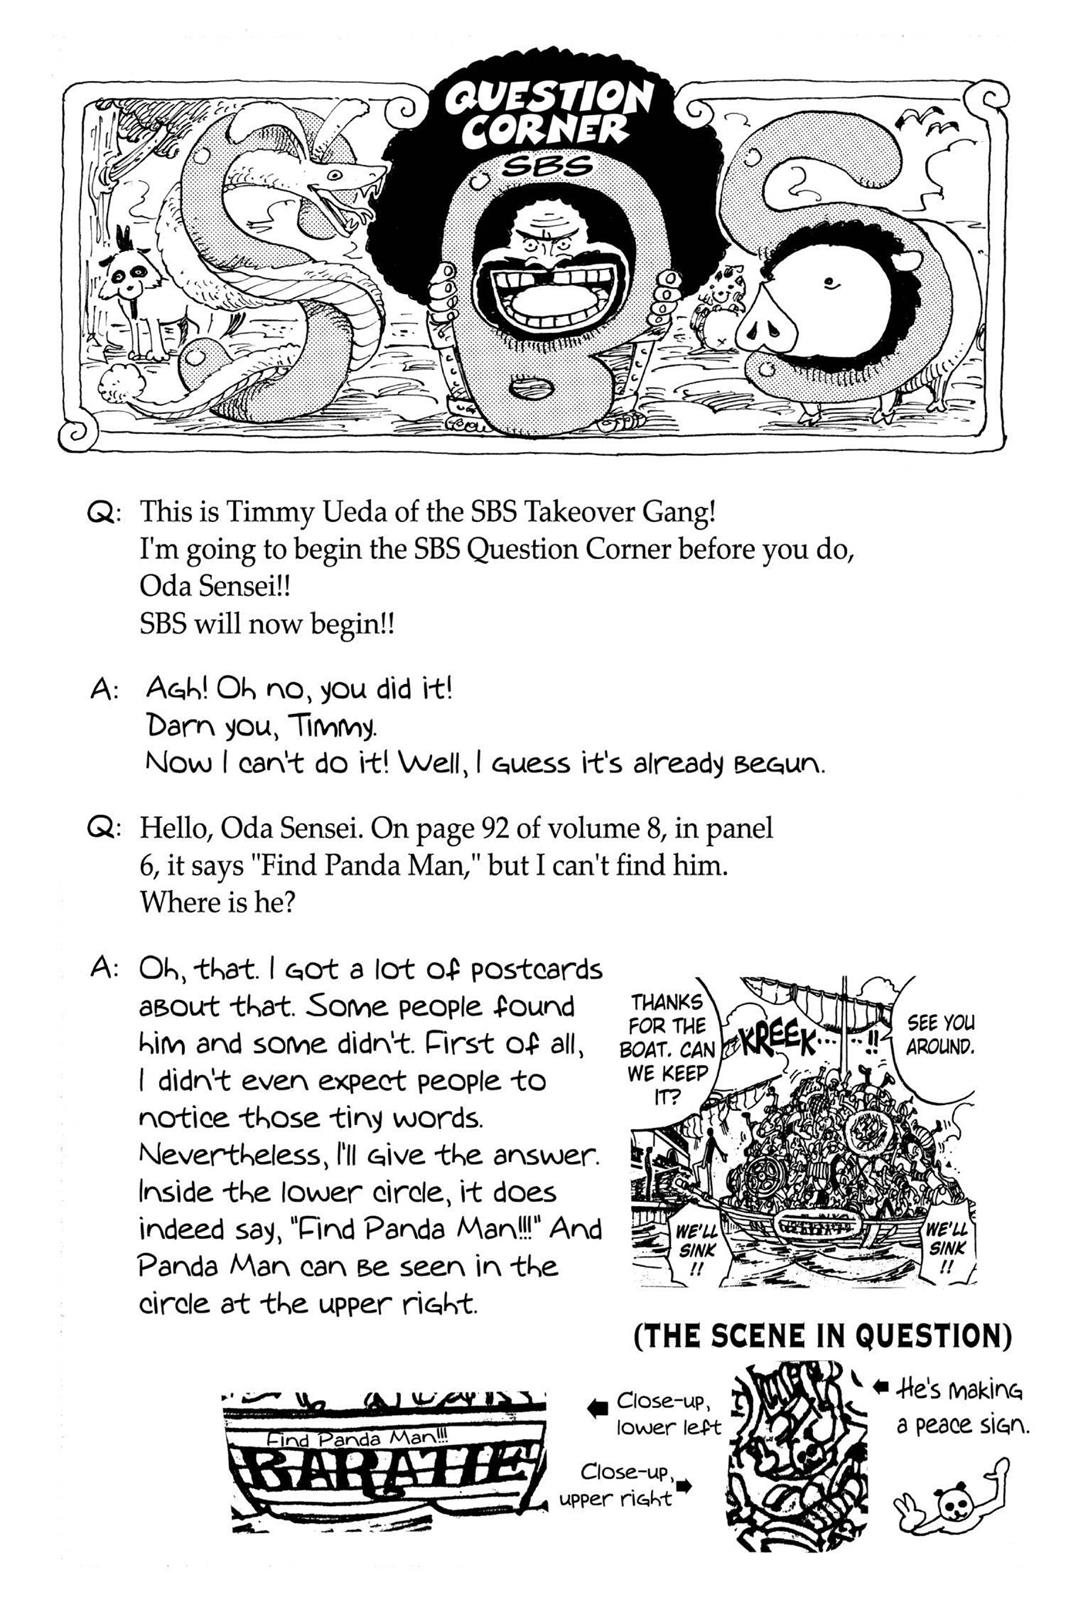 QUESTION
CORNER
SBS
Q: This is Timmy Ueda of the SBS Takeover Gang!
I'm going to begin the SBS Question Corner before you do,
Oda Sensei!!
SBS will now begin!!
A: Agh! Oh no, you did it!
Darn you, Timmy.
Now I can't do it! Well, I guess it's already begun.
Q: Hello, Oda Sensei. On page 92 of volume 8, in panel
6, it says "Find Panda Man," but I can't find him.
Where is he?
A: Oh, that. I got a lot of postcards
about that. Some people found
him and some didn't. First of all,
I didn't even expect people to
notice those tiny words.
Nevertheless, I'll give the answer.
Inside the lower circle, it does
indeed say, "Find Panda Man!!!" And
Panda Man can be seen in the
circle at the upper right.
THANKS
FOR THE
BOAT. CAN
WE KEEP
IT?
KREEK......!!
SEE YOU
AROUND.
WE'LL
SINK
!!
WE'LL
SINK
!!
(THE SCENE IN QUESTION)
Find Panda Man!!!
BARATIE
Close-up,
lower left
Close-up,
upper right
He's making
a peace sign.